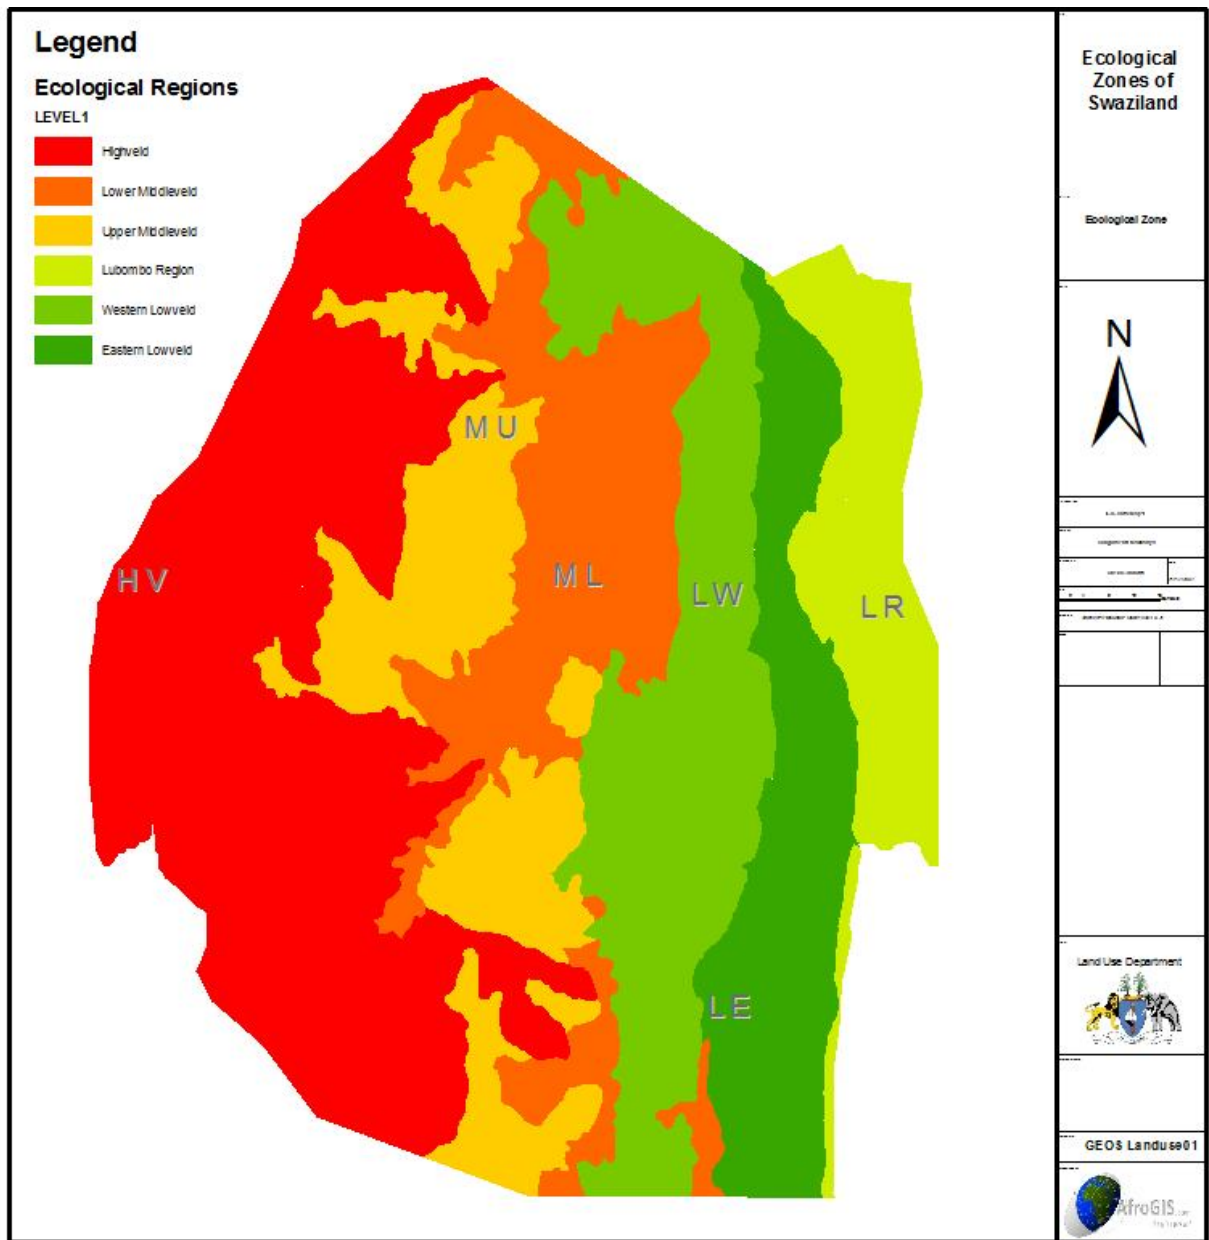 Legend
Ecological Regions
LEVEL1
Highveld
Lower Middleveld
Upper Middleveld
Lubombo Region
Western Lowveld
Eastern Lowveld
MU
HV
ML
LW
LR
LE
Ecological
Zones of
Swaziland
Ecological Zone
N
Land Use Department
GEOS Landuse01
AfroGIS.com